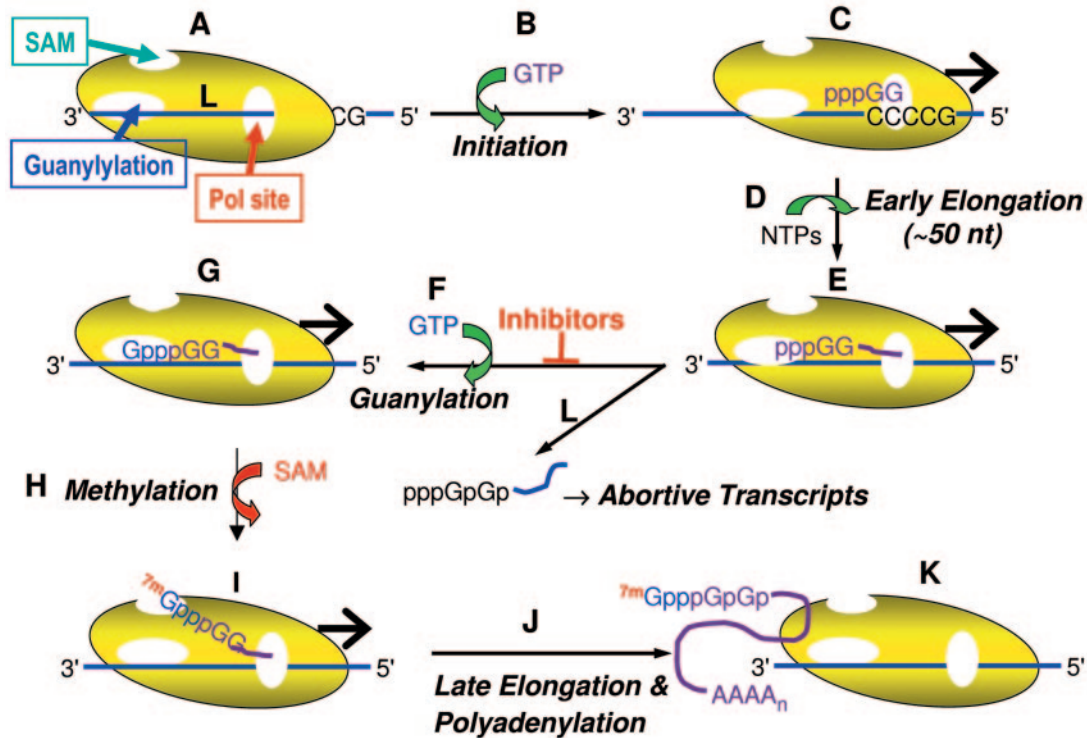 A
B
C
SAM
GTP
L
pppGG
3'
CG
5'
3'
CCCCG
5'
Initiation
Guanylylation
Pol site
D
Early Elongation
NTPs
(~50 nt)
G
F
E
GTP
Inhibitors
GpppGG
pppGG
3'
5'
3'
5'
Guanylation
L
H
Methylation
SAM
pppGpGp
→ Abortive Transcripts
I
K
7mGpppGG
7mGpppGpGp
J
3'
5'
3'
5'
Late Elongation &
Polyadenylation
AAAAn